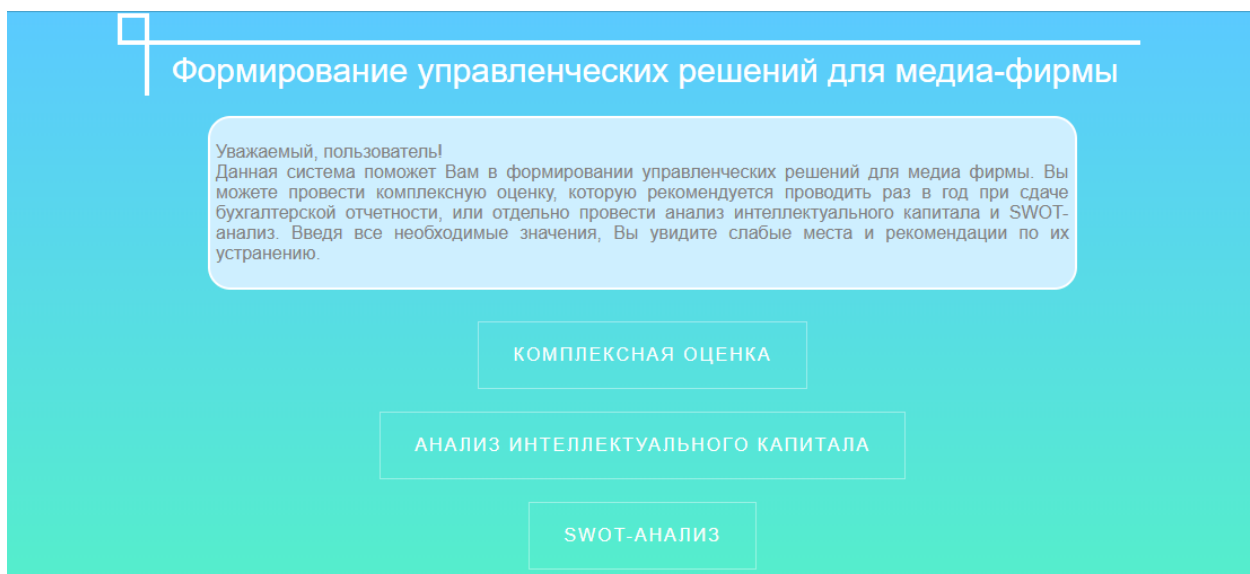 Формирование управленческих решений для медиа-фирмы
Уважаемый, пользователь!
Данная система поможет Вам в формировании управленческих решений для медиа фирмы. Вы
можете провести комплексную оценку, которую рекомендуется проводить раз в год при сдаче
бухгалтерской отчетности, или отдельно провести анализ интеллектуального капитала и SWOT-
анализ. Введя все необходимые значения, Вы увидите слабые места и рекомендации по их
устранению.
КОМПЛЕКСНАЯ ОЦЕНКА
АНАЛИЗ ИНТЕЛЛЕКТУАЛЬНОГО КАПИТАЛА
SWOT-АНАЛИЗ